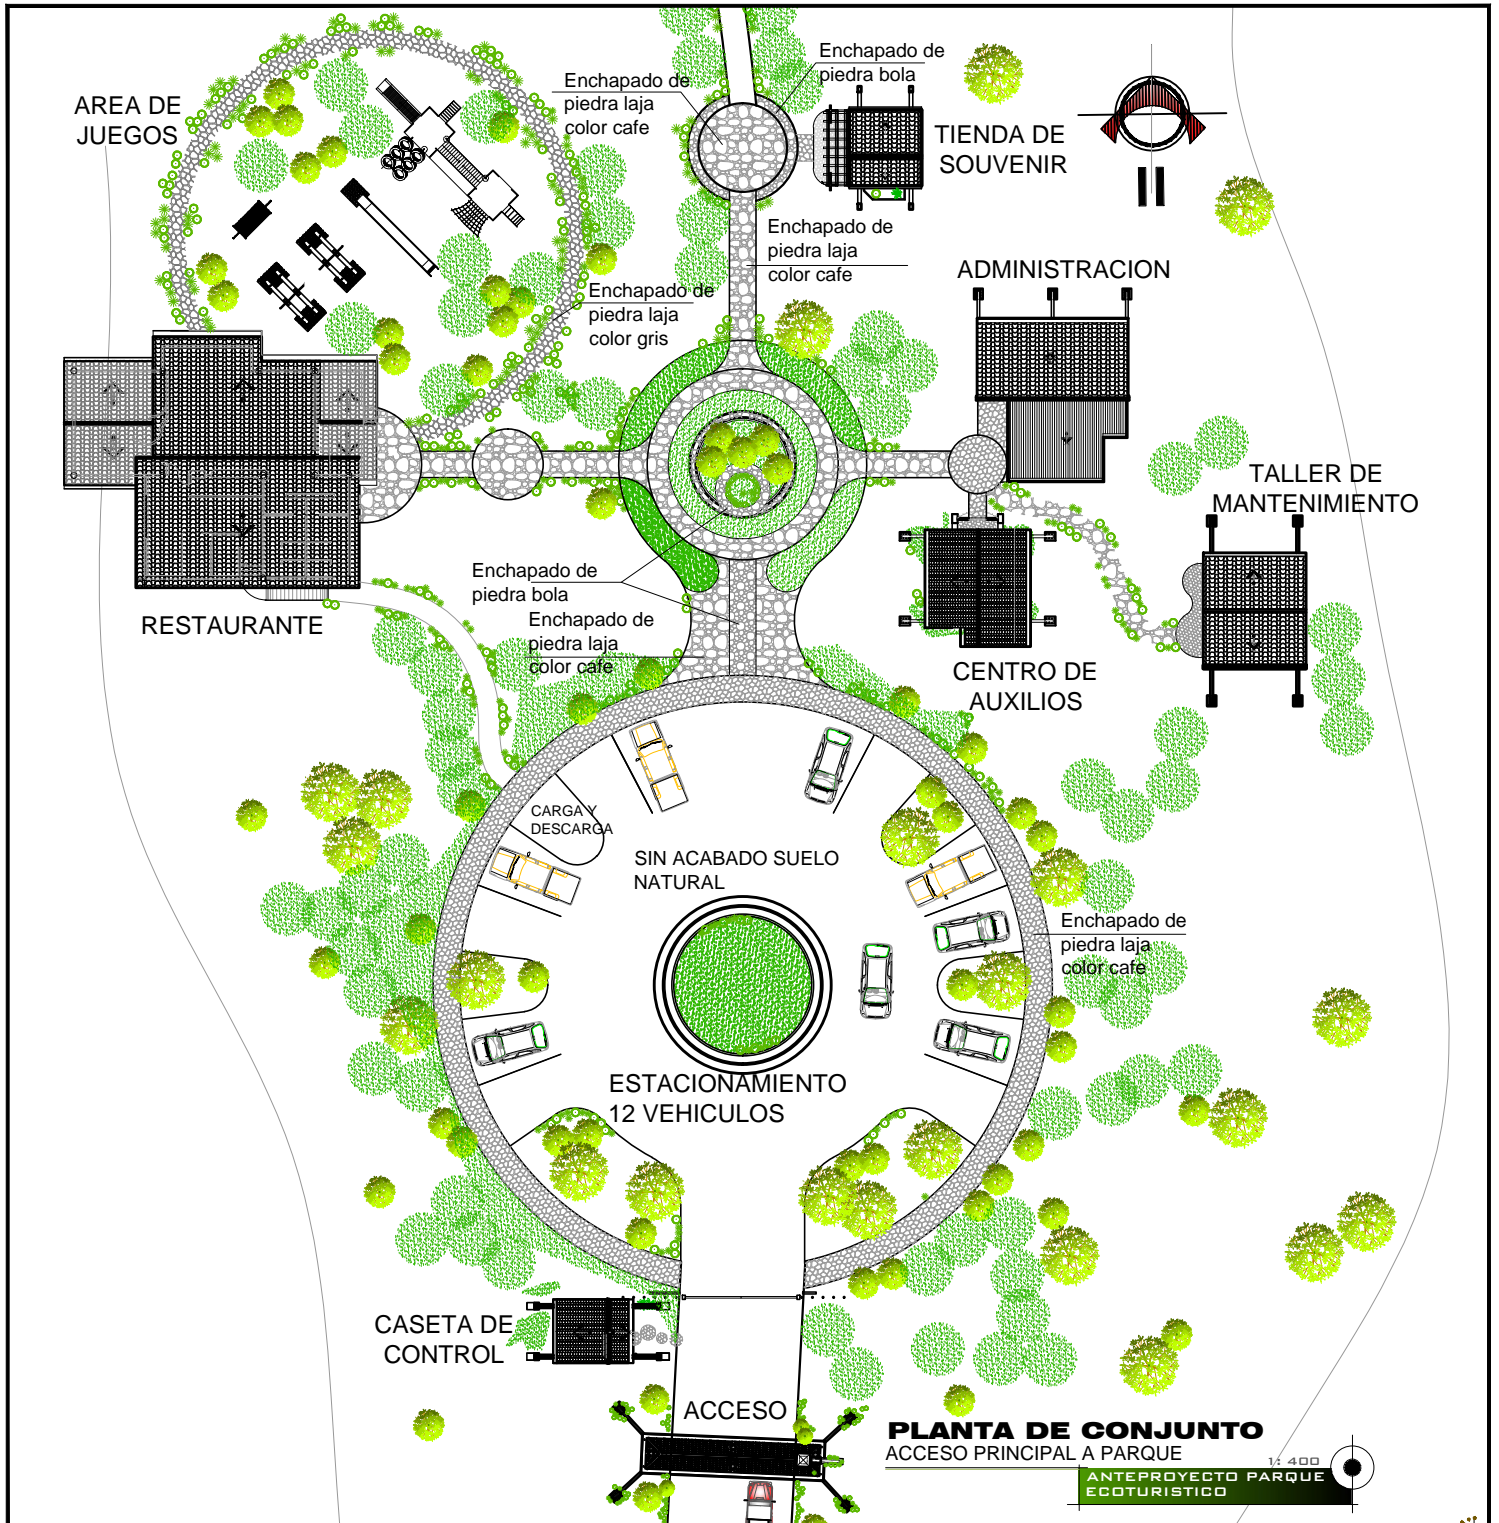 AREA DE
JUEGOS
Enchapado de
piedra laja
color cafe
Enchapado de
piedra bola
TIENDA DE
SOUVENIR
Enchapado de
piedra laja
color cafe
ADMINISTRACION
Enchapado de
piedra laja
color gris
TALLER DE
MANTENIMIENTO
Enchapado de
piedra bola
RESTAURANTE
Enchapado de
piedra laja
color cafe
CENTRO DE
AUXILIOS
CARGA Y
DESCARGA
SIN ACABADO SUELO
NATURAL
Enchapado de
piedra laja
color cafe
ESTACIONAMIENTO
12 VEHICULOS
CASETA DE
CONTROL
ACCESO
PLANTA DE CONJUNTO
ACCESO PRINCIPAL A PARQUE
1: 400
ANTEPROYECTO PARQUE
ECOTURISTICO